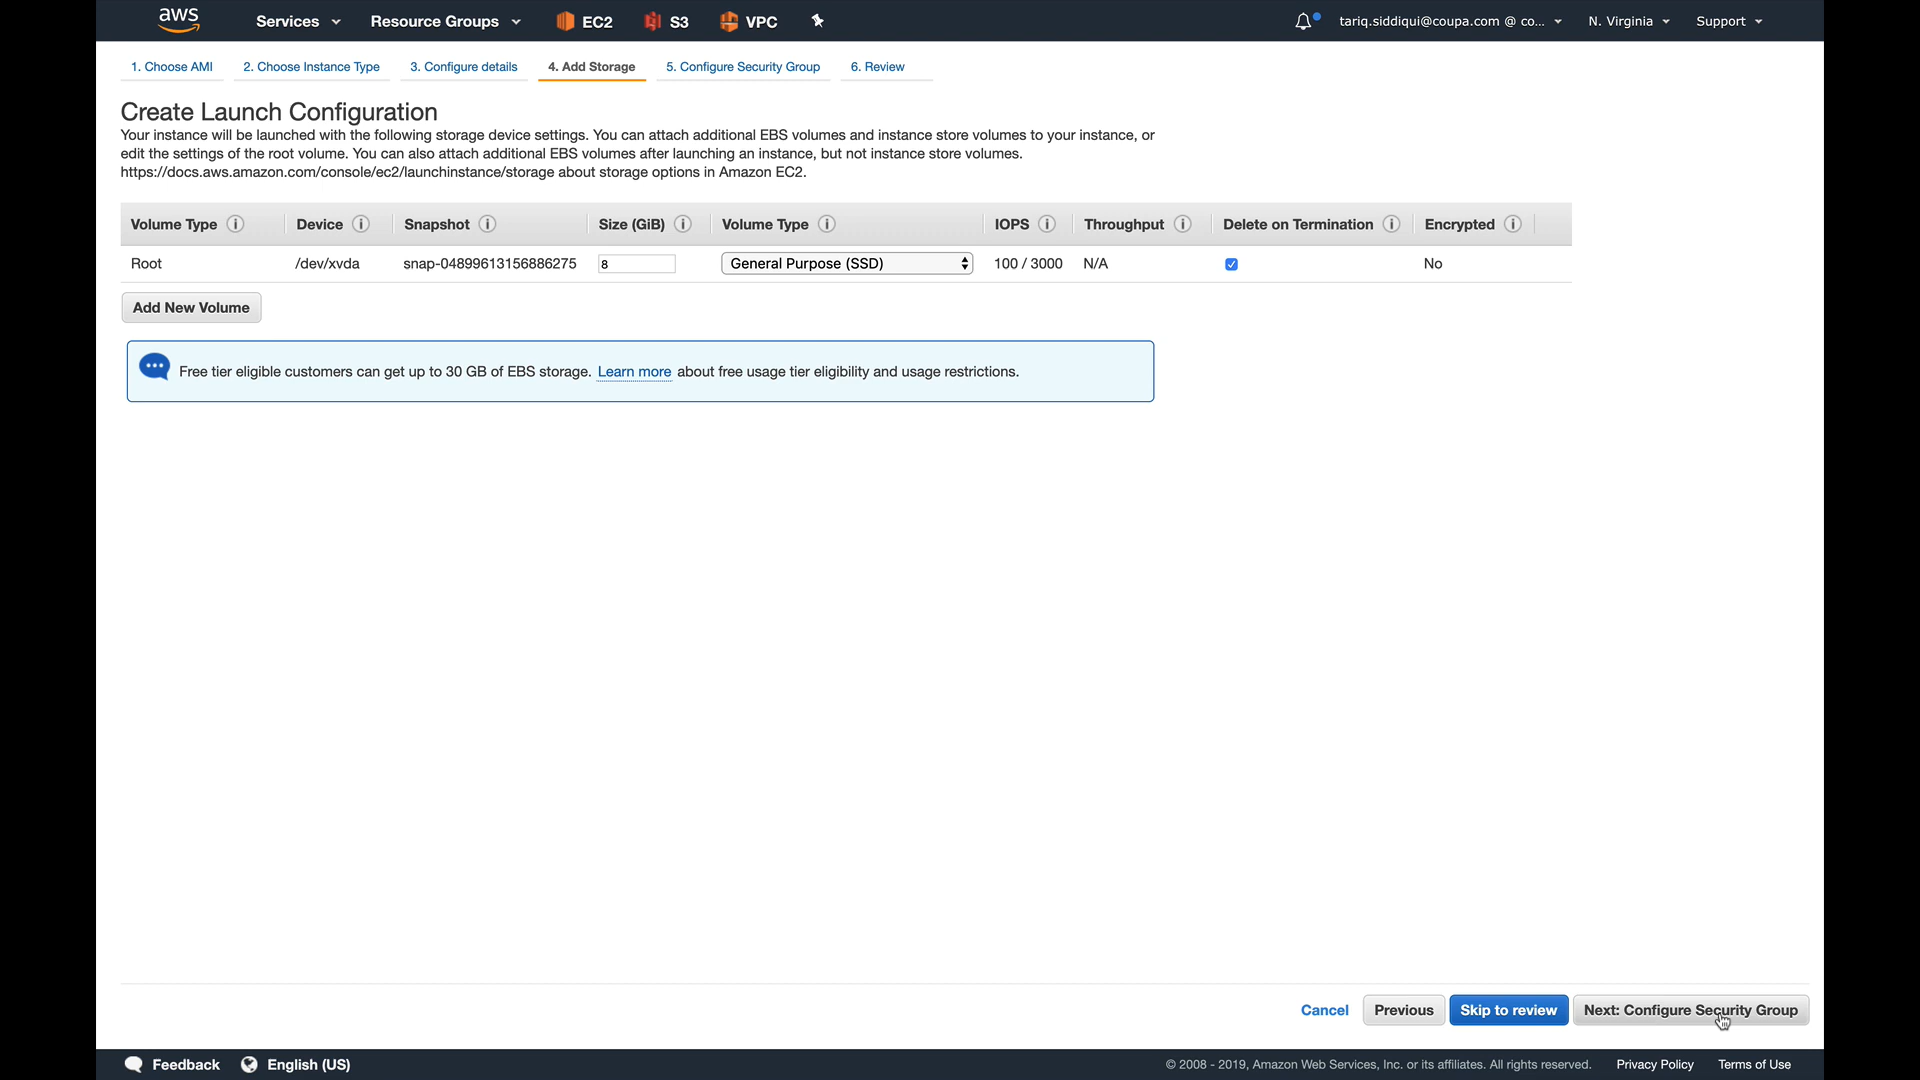 aws Services Resource Groups EC2 S3 VPC tariq.siddiqui@coupa.com @ co... N. Virginia Support
1. Choose AMI 2. Choose Instance Type 3. Configure details 4. Add Storage 5. Configure Security Group 6. Review
Create Launch Configuration
Your instance will be launched with the following storage device settings. You can attach additional EBS volumes and instance store volumes to your instance, or
edit the settings of the root volume. You can also attach additional EBS volumes after launching an instance, but not instance store volumes.
https://docs.aws.amazon.com/console/ec2/launchinstance/storage about storage options in Amazon EC2.
Volume Type i Device i Snapshot i Size (GiB) i Volume Type i IOPS i Throughput i Delete on Termination i Encrypted i
Root /dev/xvda snap-04899613156886275 8 General Purpose (SSD) 100 / 3000 N/A No
Add New Volume
Free tier eligible customers can get up to 30 GB of EBS storage. Learn more about free usage tier eligibility and usage restrictions.
Cancel Previous Skip to review Next: Configure Security Group
Feedback English (US) © 2008 - 2019, Amazon Web Services, Inc. or its affiliates. All rights reserved. Privacy Policy Terms of Use